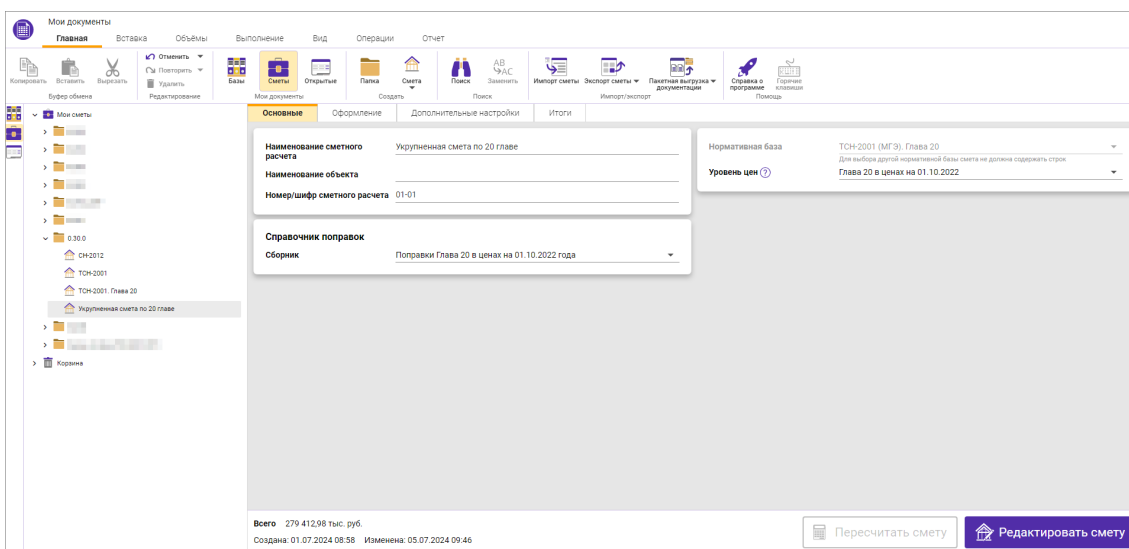 Мои документы
Главная Вставка Объёмы Выполнение Вид Операции Отчет
Копировать Вставить Вырезать
Отменить
Повторить
Удалить
Базы Сметы Открытые
Папка Смета
Поиск Заменить
AB
AC
Импорт сметы Экспорт сметы Пакетная выгрузка документации
Справка о программе Горячие клавиши
Буфер обмена Редактирование Мои документы Создать Поиск Импорт/экспорт Помощь
Мои сметы
0.30.0
СН-2012
ТСН-2001
ТСН-2001. Глава 20
Укрупненная смета по 20 главе
Корзина
Основные Оформление Дополнительные настройки Итоги
Наименование сметного расчета Укрупненная смета по 20 главе
Наименование объекта
Номер/шифр сметного расчета 01-01
Справочник поправок
Сборник Поправки Глава 20 в ценах на 01.10.2022 года
Нормативная база ТСН-2001 (МГЭ). Глава 20
Для выбора другой нормативной базы смета не должна содержать строк
Уровень цен ? Глава 20 в ценах на 01.10.2022
Всего 279 412,98 тыс. руб.
Создана: 01.07.2024 08:58 Изменена: 05.07.2024 09:46
Пересчитать смету Редактировать смету